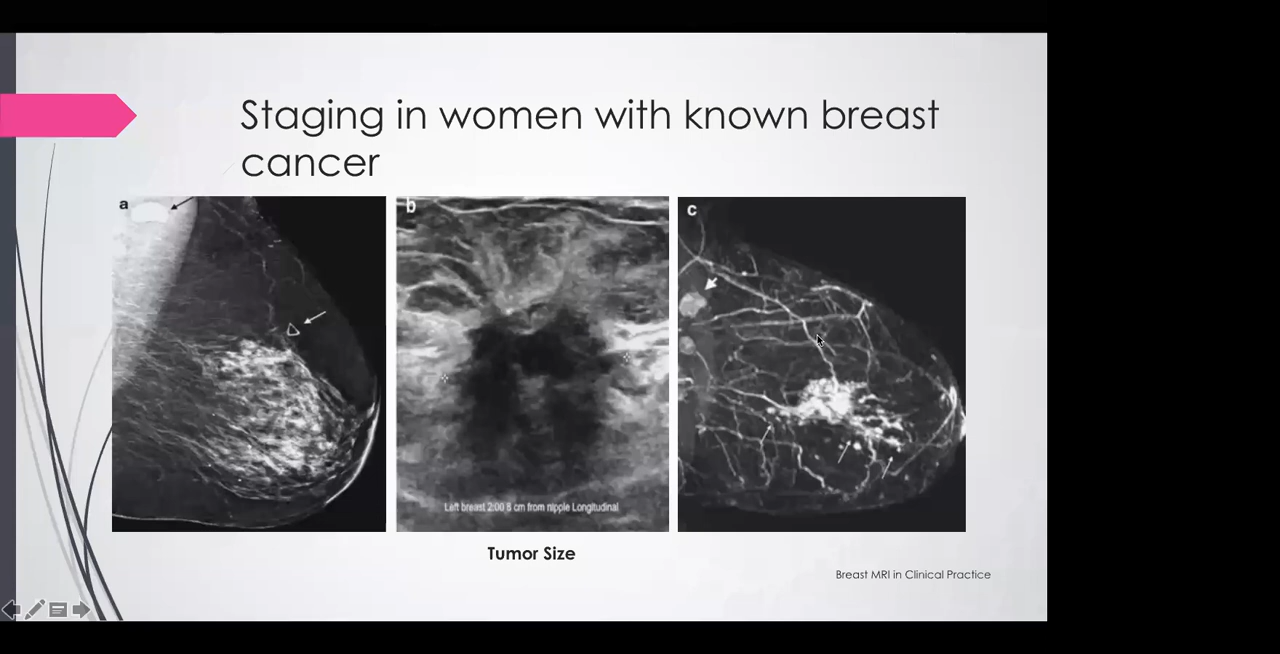 Staging in women with known breast
cancer
a
b
c
Left breast 2:00 8 cm from nipple Longitudinal
Tumor Size
Breast MRI in Clinical Practice